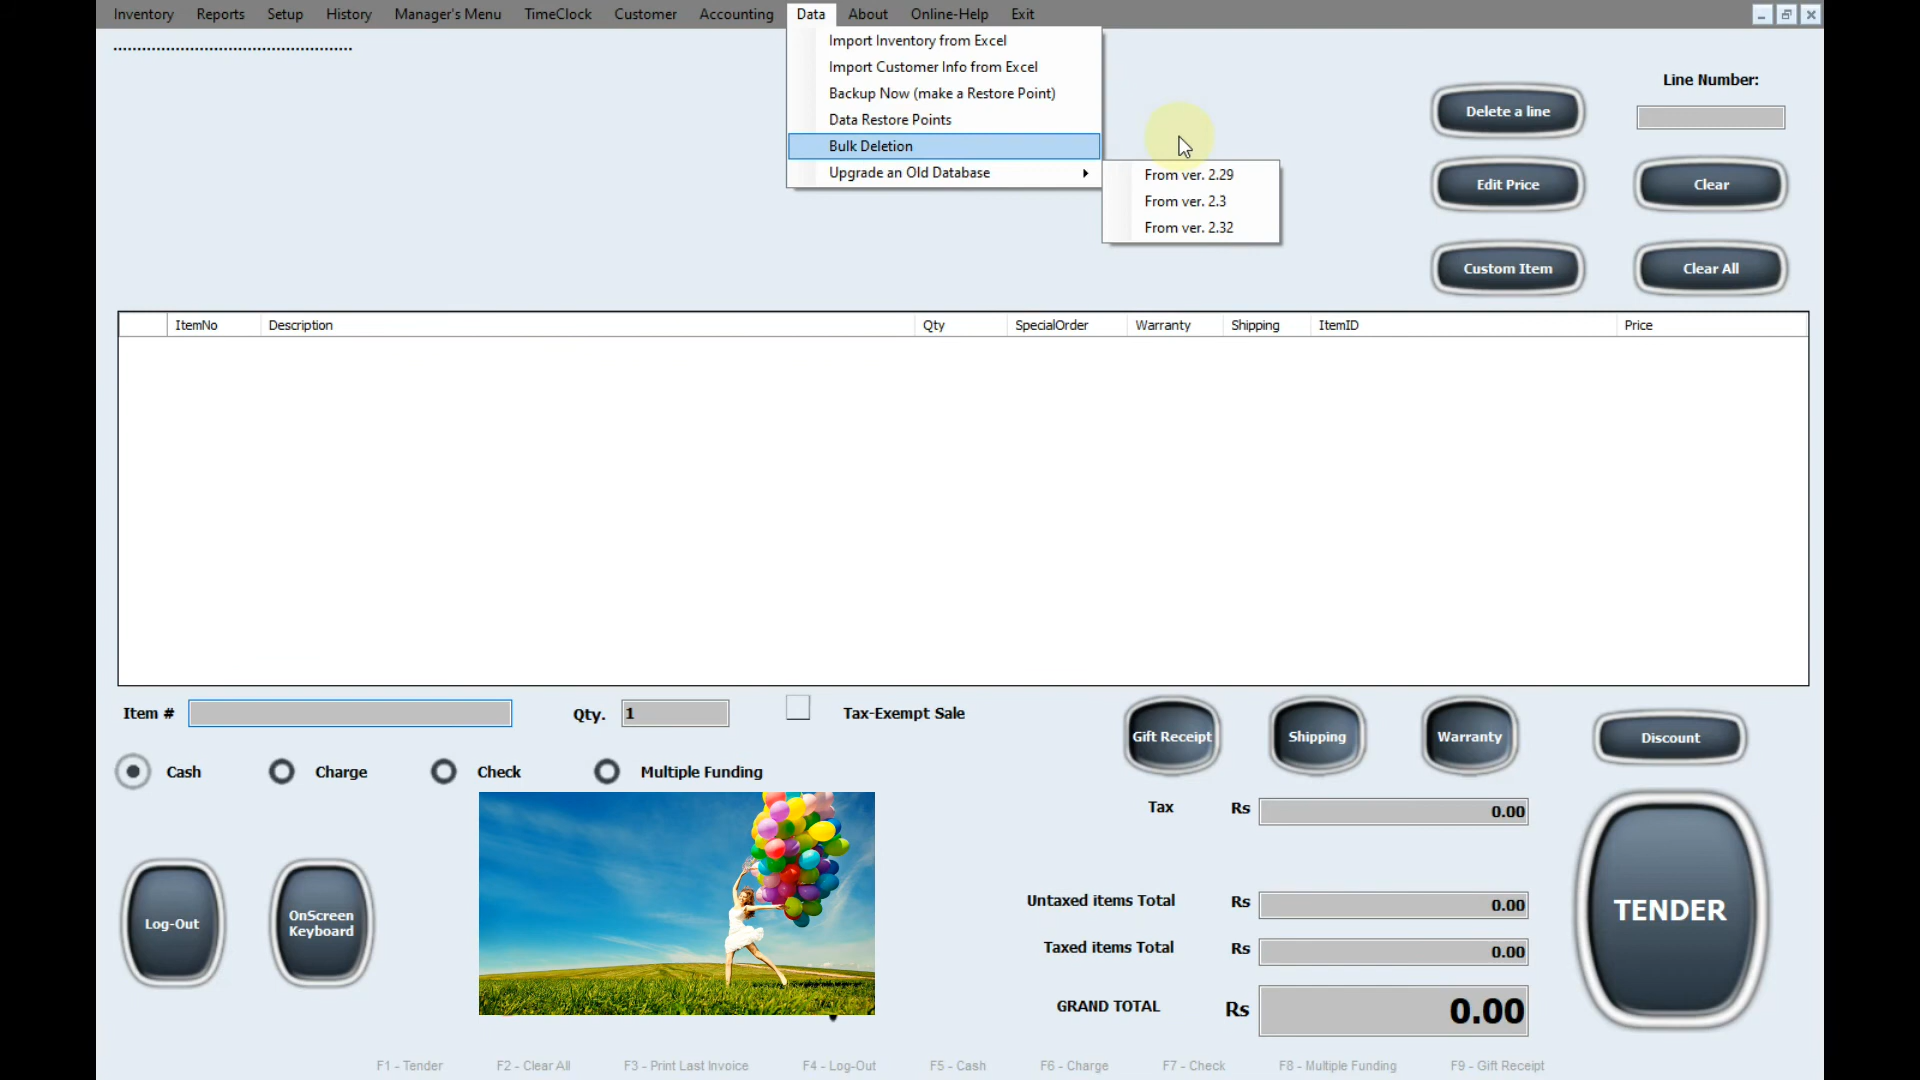 Inventory Reports Setup History Manager's Menu TimeClock Customer Accounting Data About Online-Help Exit
Import Inventory from Excel
Import Customer Info from Excel
Backup Now (make a Restore Point)
Data Restore Points
Bulk Deletion
Upgrade an Old Database
From ver. 2.29
From ver. 2.3
From ver. 2.32
Line Number:
Delete a line
Edit Price Clear
Custom Item Clear All
ItemNo Description Qty SpecialOrder Warranty Shipping ItemID Price
Item # Qty. 1 Tax-Exempt Sale
Gift Receipt Shipping Warranty Discount
Cash Charge Check Multiple Funding
Tax Rs 0.00
Untaxed items Total Rs 0.00
Taxed items Total Rs 0.00
GRAND TOTAL Rs 0.00
Log-Out
OnScreen
Keyboard
TENDER
F1 - Tender F2 - Clear All F3 - Print Last Invoice F4 - Log-Out F5 - Cash F6 - Charge F7 - Check F8 - Multiple Funding F9 - Gift Receipt